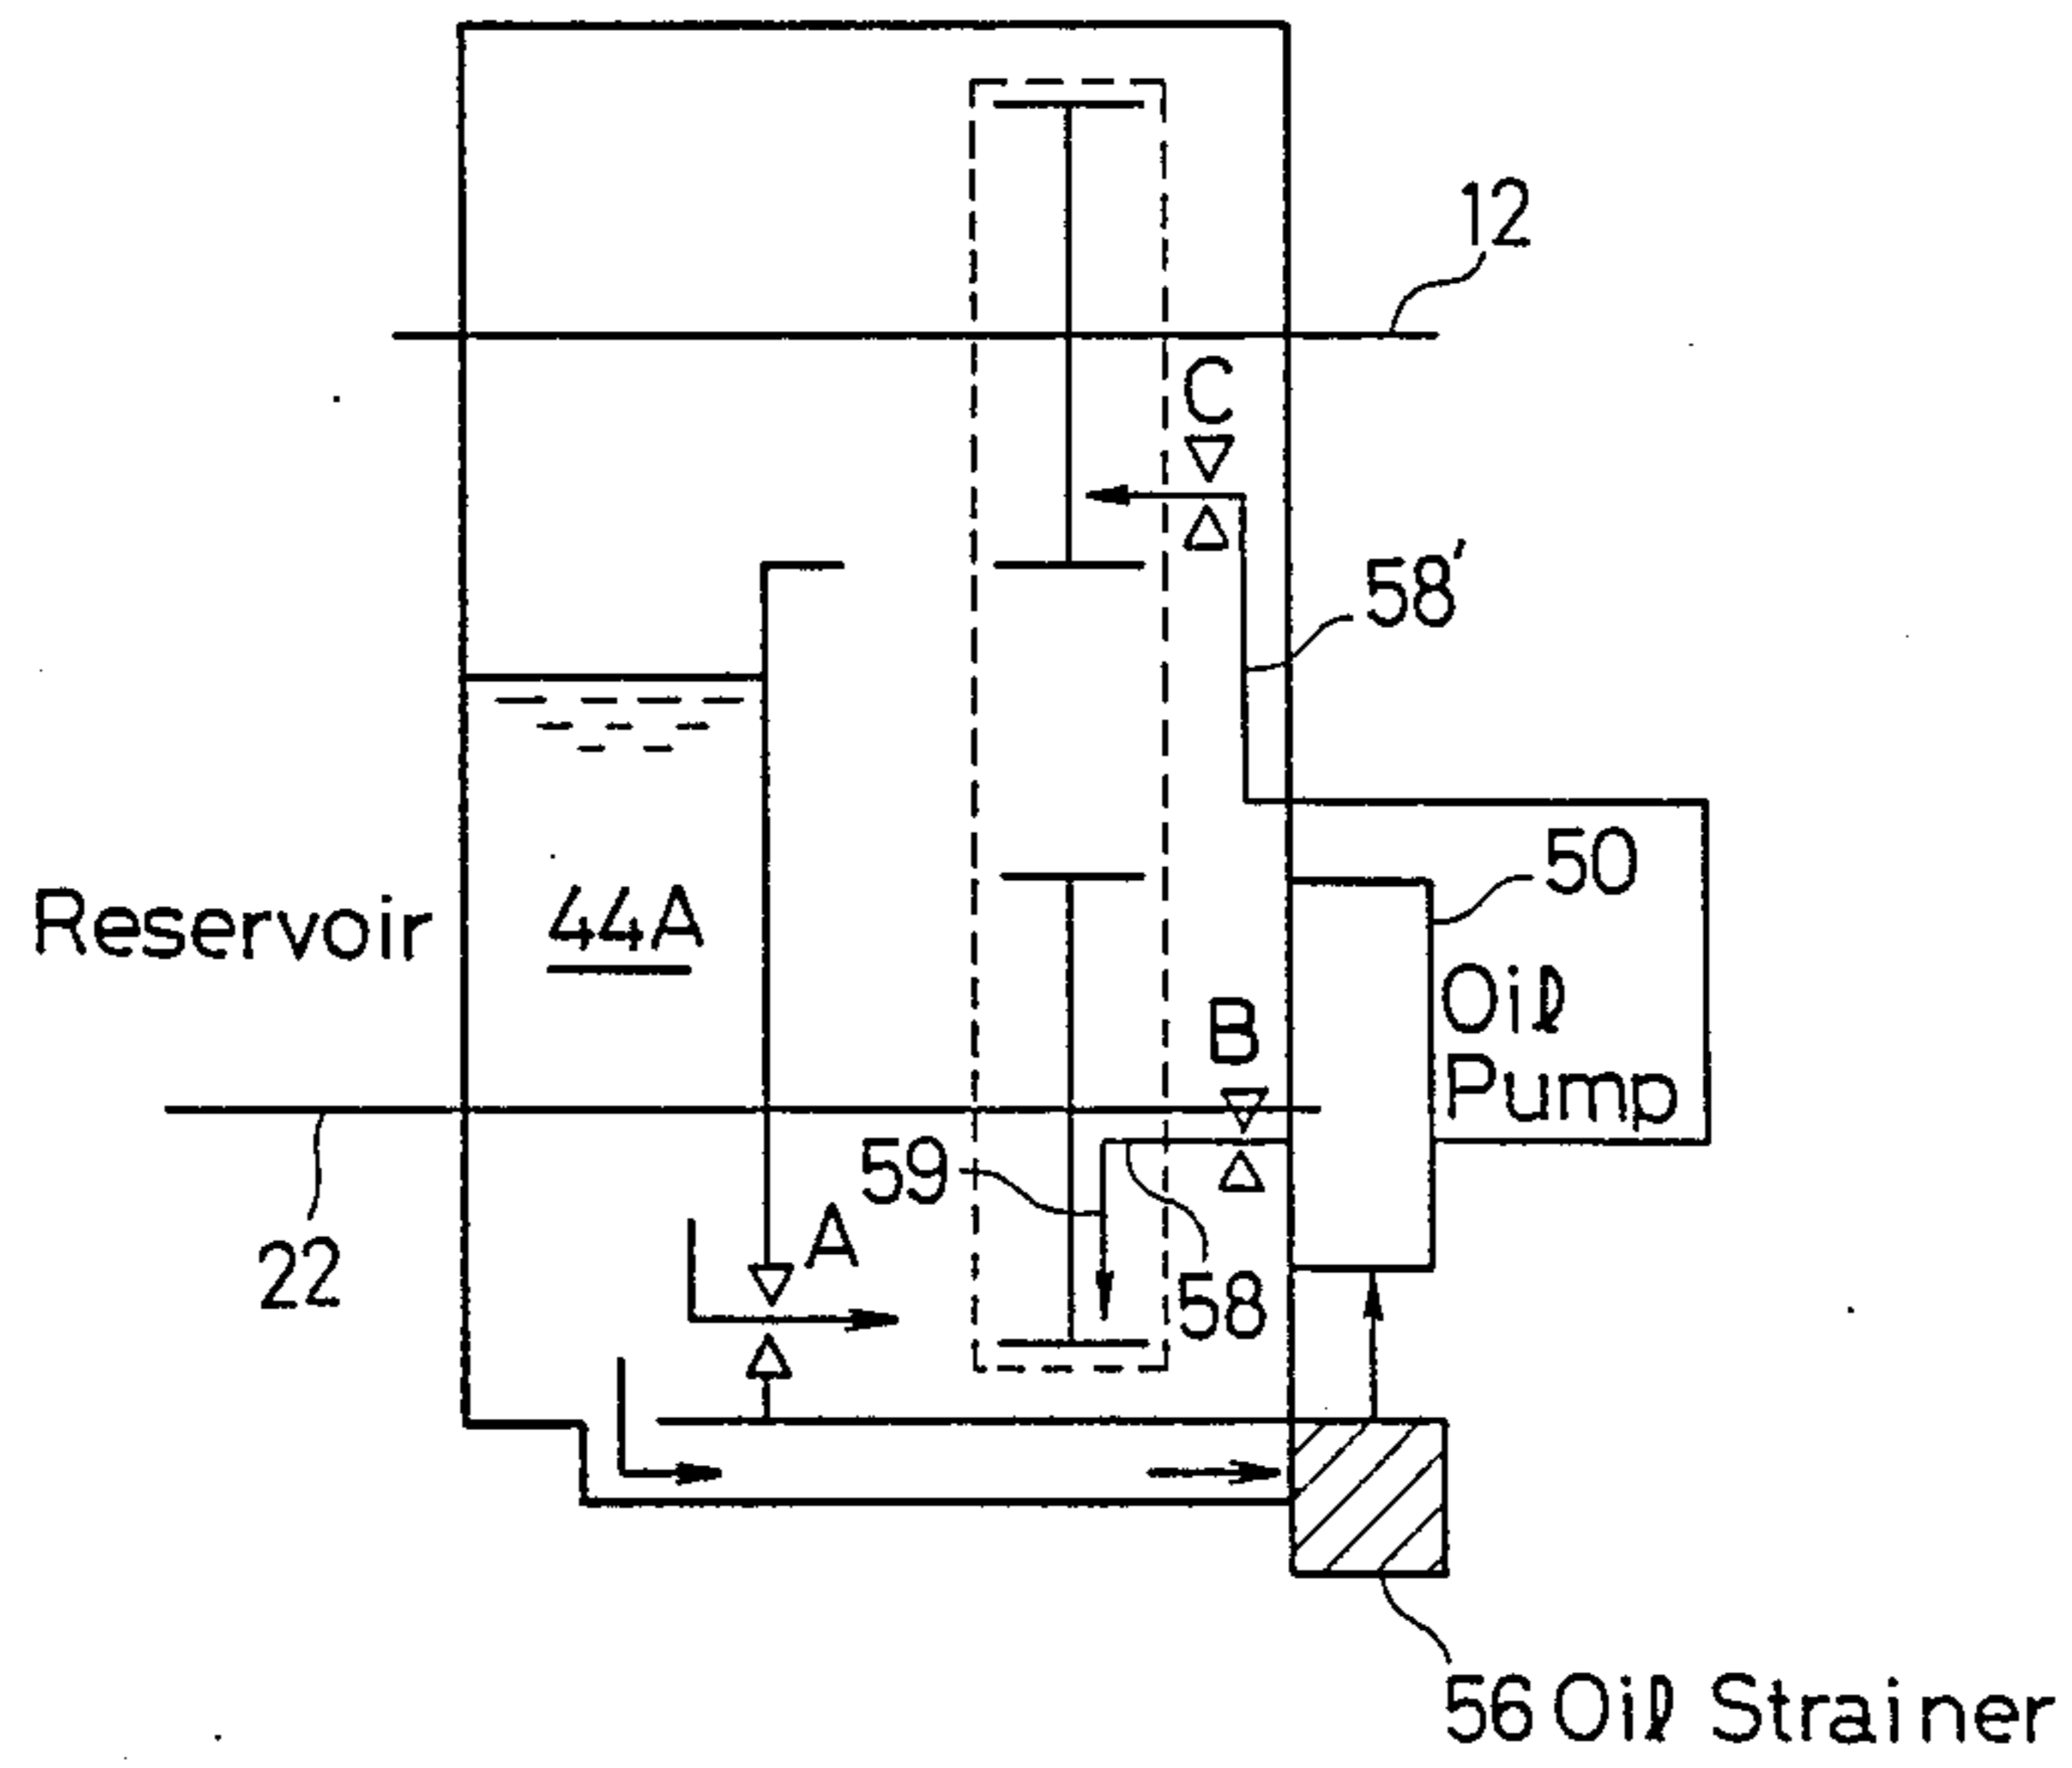 12
C
58'
50
Reservoir
44A
Oil
Pump
B
59
A
58
22
56 Oil Strainer